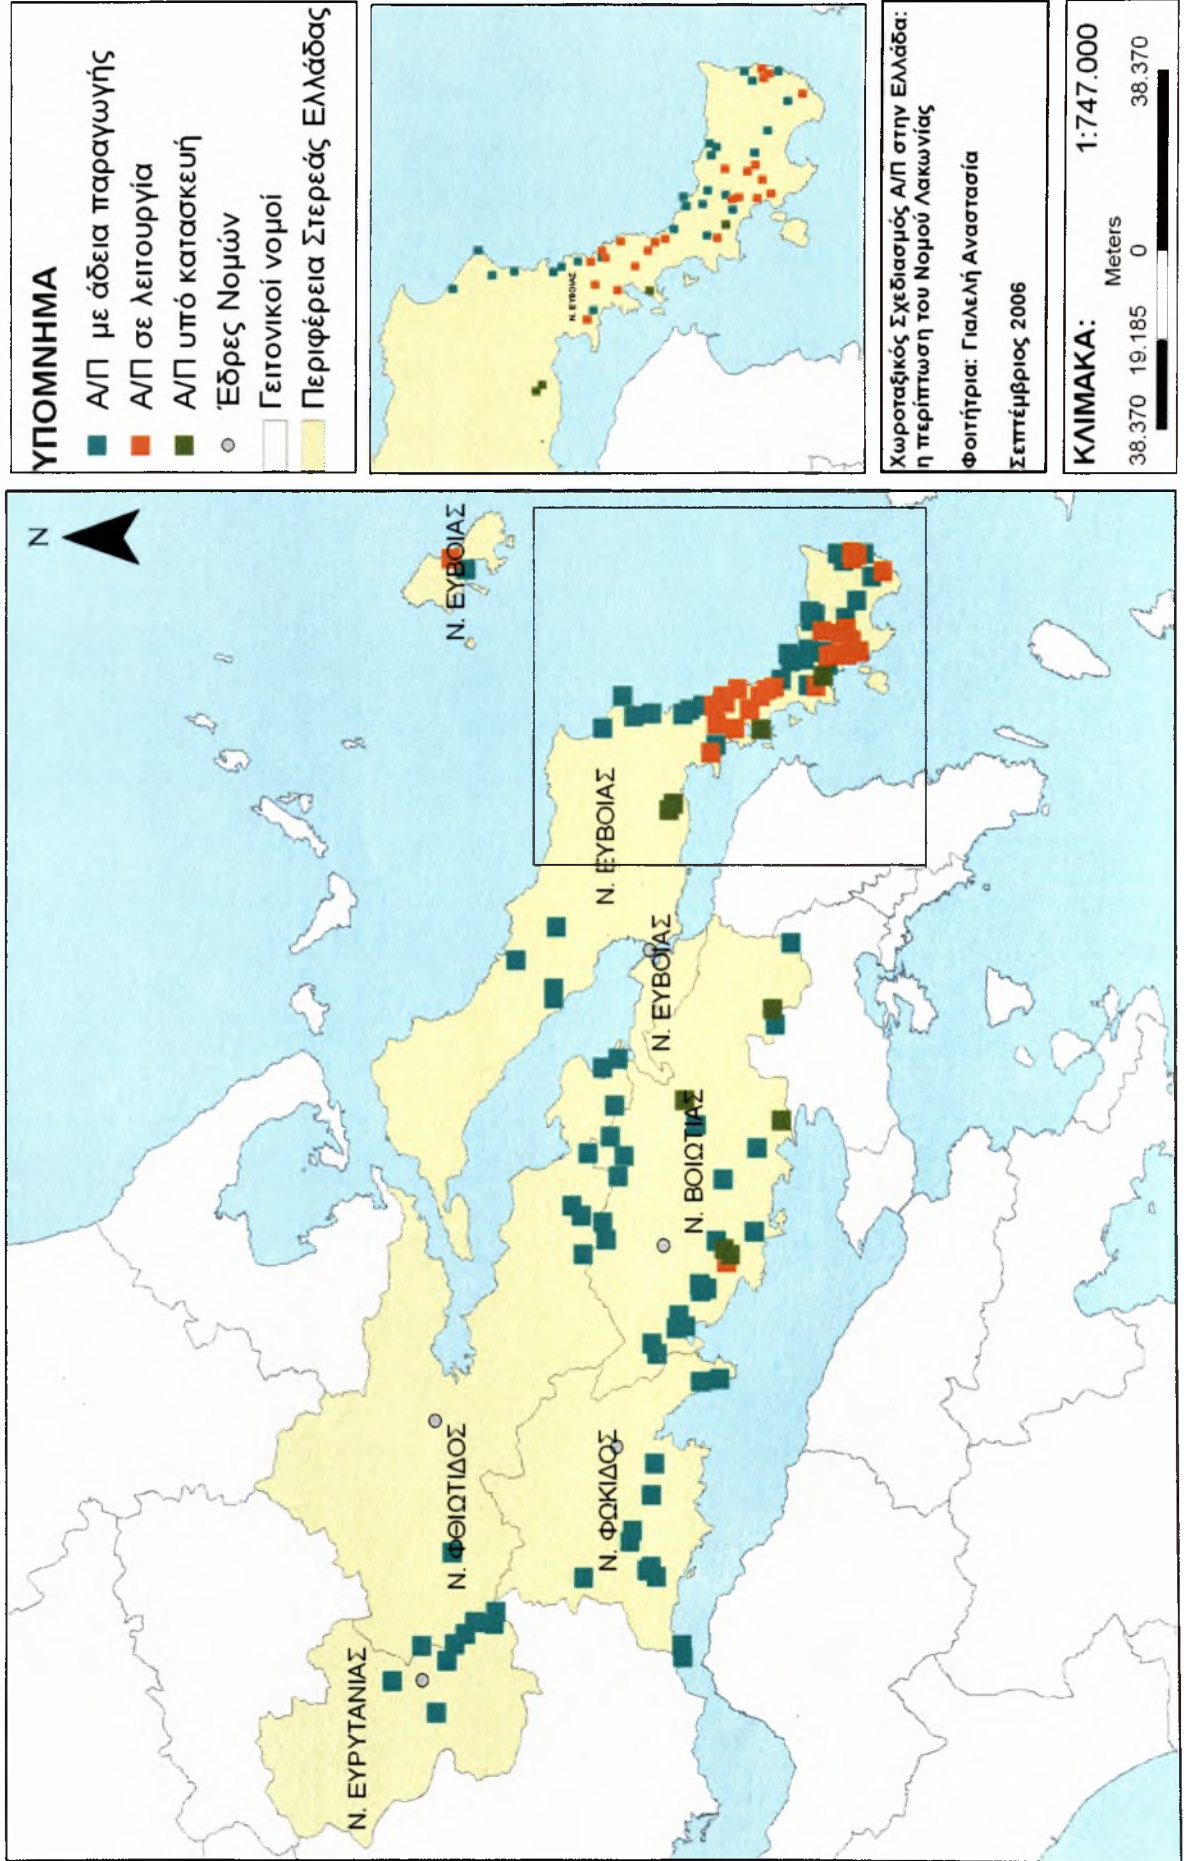 ΥΠΟΜΝΗΜΑ
Α/Π με άδεια παραγωγής
Α/Π σε λειτουργία
Α/Π υπό κατασκευή
Έδρες Νομών
Γειτονικοί νομοί
Περιφέρεια Στερεάς Ελλάδας
Ν. ΕΥΒΟΙΑΣ
Χωροταξικός Σχεδιασμός Α/Π στην Ελλάδα:
η περίπτωση του Νομού Λακωνίας
Φοιτήτρια: Γιαλελή Αναστασία
Σεπτέμβριος 2006
ΚΛΙΜΑΚΑ: 1:747.000
Meters
38.370 19.185 0 38.370
N
Ν. ΕΥΒΟΙΑΣ
Ν. ΕΥΒΟΙΑΣ
Ν. ΕΥΒΟΙΑΣ
Ν. ΒΟΙΩΤΙΑΣ
Ν. ΦΘΙΩΤΙΔΟΣ
Ν. ΦΩΚΙΔΟΣ
Ν. ΕΥΡΥΤΑΝΙΑΣ